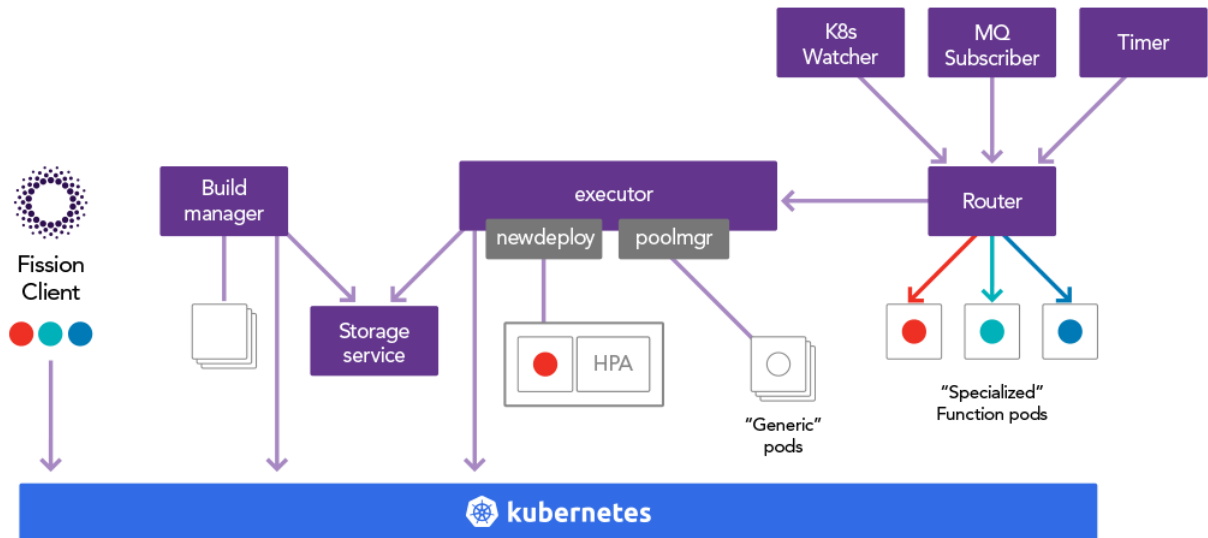 K8s
Watcher
MQ
Subscriber
Timer
Build
manager
executor
Router
newdeploy
poolmgr
Fission
Client
Storage
service
HPA
"Generic"
pods
"Specialized"
Function pods
kubernetes